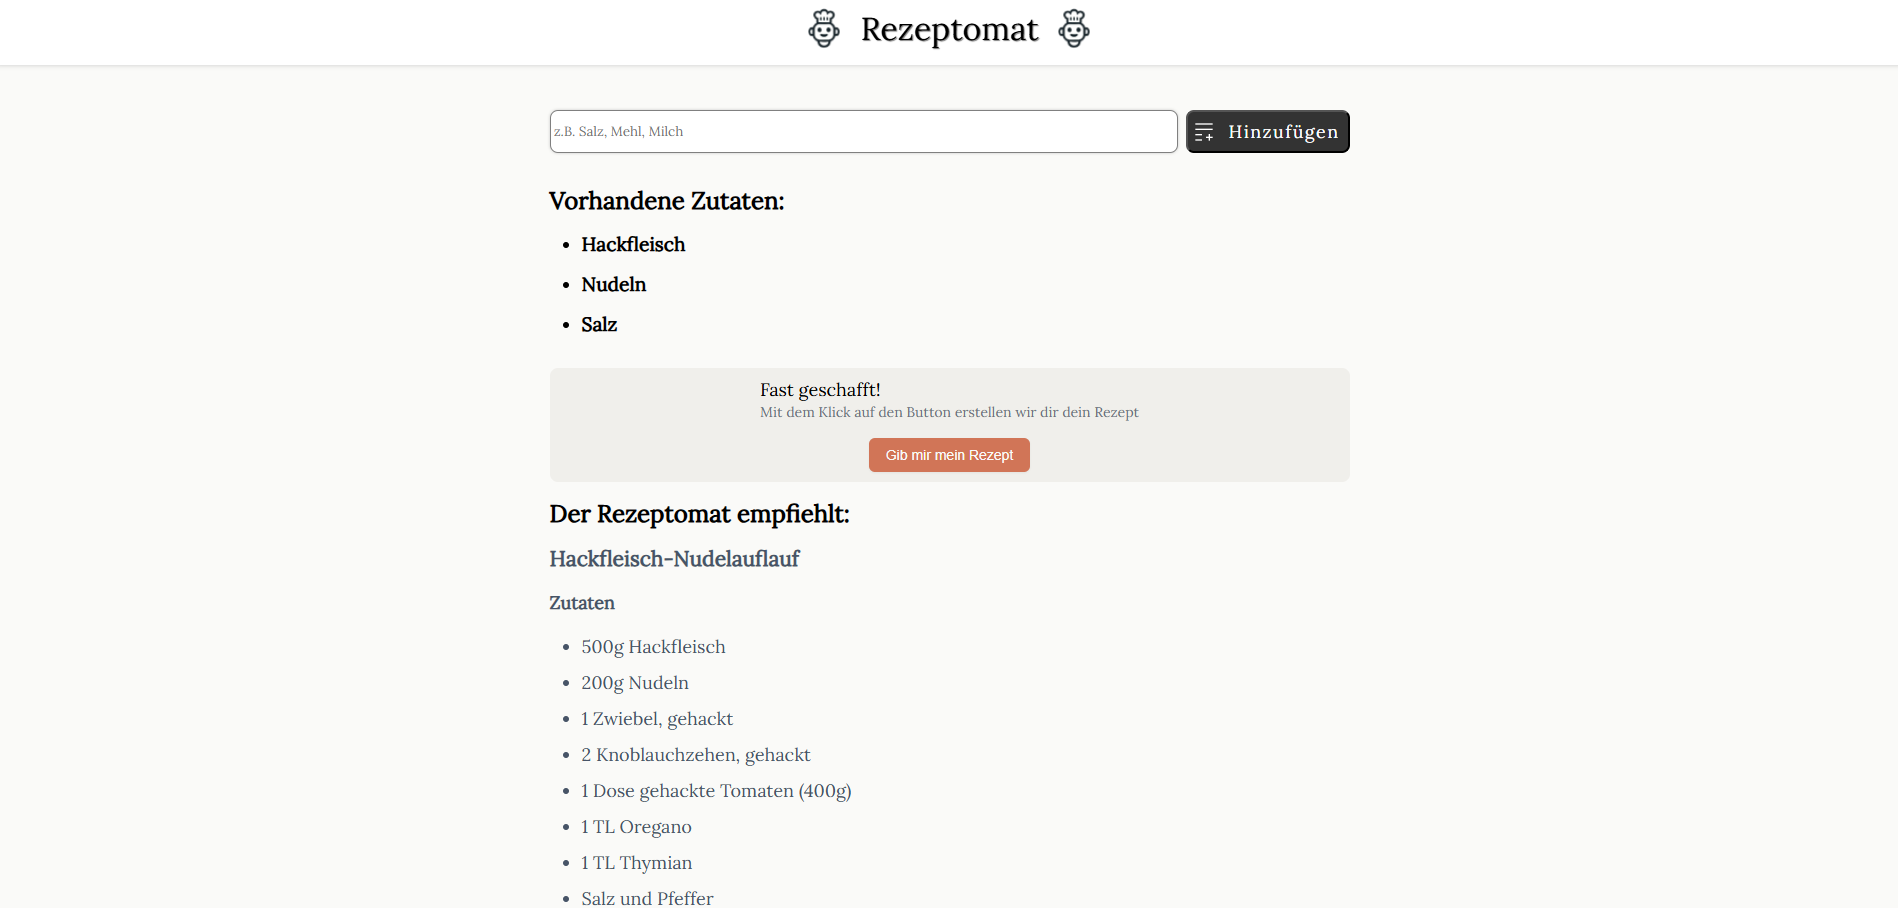 Rezeptomat
z.B. Salz, Mehl, Milch
Hinzufügen
Vorhandene Zutaten:
• Hackfleisch
• Nudeln
• Salz
Fast geschafft!
Mit dem Klick auf den Button erstellen wir dir dein Rezept
Gib mir mein Rezept
Der Rezeptomat empfiehlt:
Hackfleisch-Nudelauflauf
Zutaten
• 500g Hackfleisch
• 200g Nudeln
• 1 Zwiebel, gehackt
• 2 Knoblauchzehen, gehackt
• 1 Dose gehackte Tomaten (400g)
• 1 TL Oregano
• 1 TL Thymian
• Salz und Pfeffer